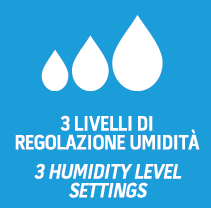 3 LIVELLI DI
REGOLAZIONE UMIDITÀ
3 HUMIDITY LEVEL
SETTINGS